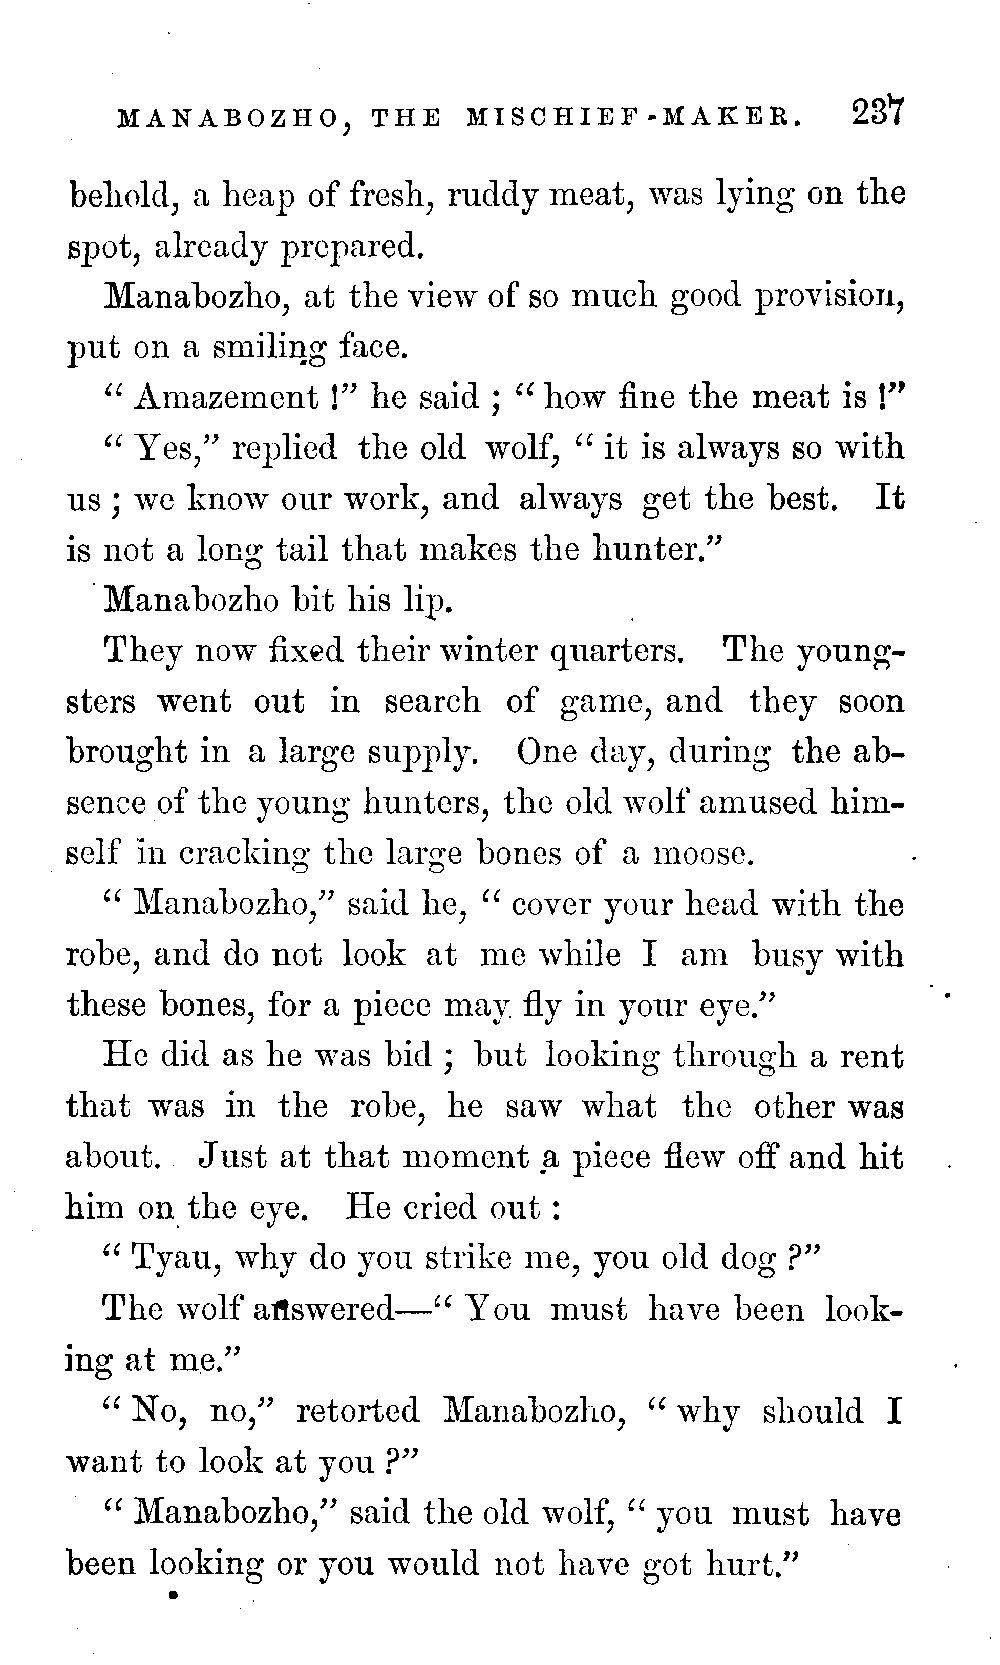 MANABOZHO, THE MISCHIEF-MAKER. 237
behold, a heap of fresh, ruddy meat, was lying on the
spot, already prepared.
Manabozho, at the view of so much good provision,
put on a smiling face.
“ Amazement !” he said ; “ how fine the meat is !”
“ Yes,” replied the old wolf, “ it is always so with
us ; we know our work, and always get the best. It
is not a long tail that makes the hunter.”
Manabozho bit his lip.
They now fixed their winter quarters. The young-
sters went out in search of game, and they soon
brought in a large supply. One day, during the ab-
sence of the young hunters, the old wolf amused him-
self in cracking the large bones of a moose.
“ Manabozho,” said he, “ cover your head with the
robe, and do not look at me while I am busy with
these bones, for a piece may fly in your eye.”
He did as he was bid ; but looking through a rent
that was in the robe, he saw what the other was
about. Just at that moment a piece flew off and hit
him on the eye. He cried out :
“ Tyau, why do you strike me, you old dog ?”
The wolf answered—“ You must have been look-
ing at me.”
“ No, no,” retorted Manabozho, “ why should I
want to look at you ?”
“ Manabozho,” said the old wolf, “ you must have
been looking or you would not have got hurt.”